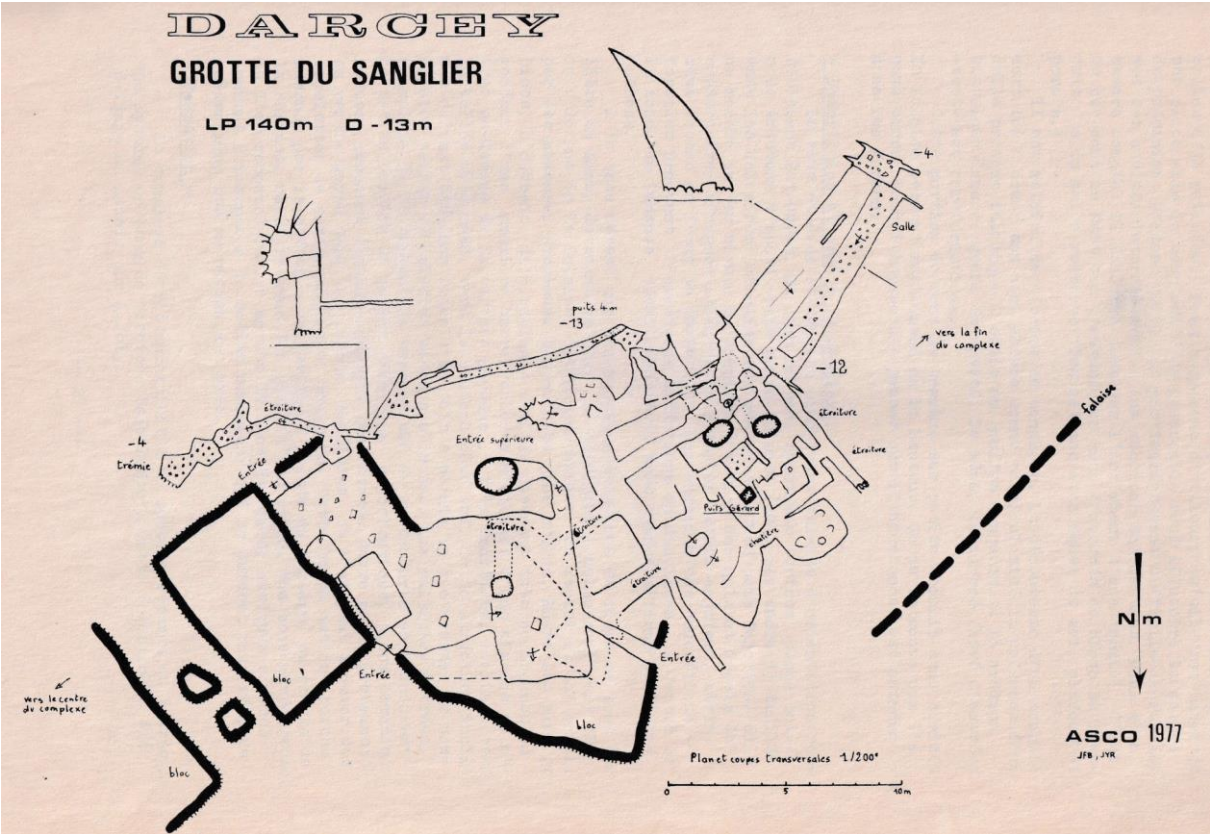 DARCEY
GROTTE DU SANGLIER
LP 140m D -13m
-4
Salle
puits 4m
-13
vers la fin
du complexe
-12
falaise
étroiture
étroiture
étroiture
-4
trémie
Entrée
Entrée supérieure
étroiture
étroiture
Puits Gérard
chatière
étroiture
Nm
Entrée
Entrée
bloc
vers le centre
du complexe
bloc
bloc
ASCO 1977
JFB, JYR
Plan et coupes transversales 1/200e
0 5 10m